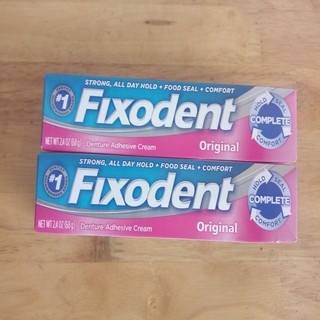 STRONG, ALL DAY HOLD + FOOD SEAL + COMFORT
#1
Fixodent
HOLD SEAL
COMPLETE
COMFORT
NET WT 2.4 OZ (68 g) Denture Adhesive Cream Original
STRONG, ALL DAY HOLD + FOOD SEAL + COMFORT
#1
Fixodent
HOLD SEAL
COMPLETE
COMFORT
NET WT 2.4 OZ (68 g) Denture Adhesive Cream Original